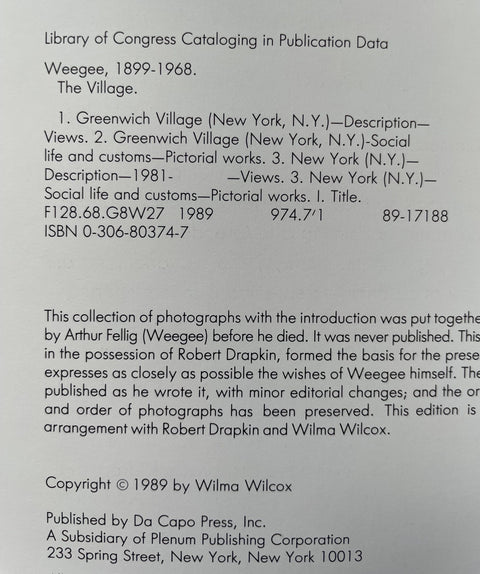 Library of Congress Cataloging in Publication Data
Weegee, 1899-1968.
The Village.
1. Greenwich Village (New York, N.Y.)—Description—
Views. 2. Greenwich Village (New York, N.Y.)-Social
life and customs—Pictorial works. 3. New York (N.Y.)—
Description—1981- —Views. 3. New York (N.Y.)—
Social life and customs—Pictorial works. I. Title.
F128.68.G8W27 1989 974.7'1 89-17188
ISBN 0-306-80374-7
This collection of photographs with the introduction was put togethe
by Arthur Fellig (Weegee) before he died. It was never published. This
in the possession of Robert Drapkin, formed the basis for the prese
expresses as closely as possible the wishes of Weegee himself. The
published as he wrote it, with minor editorial changes; and the or
and order of photographs has been preserved. This edition is
arrangement with Robert Drapkin and Wilma Wilcox.
Copyright © 1989 by Wilma Wilcox
Published by Da Capo Press, Inc.
A Subsidiary of Plenum Publishing Corporation
233 Spring Street, New York, New York 10013